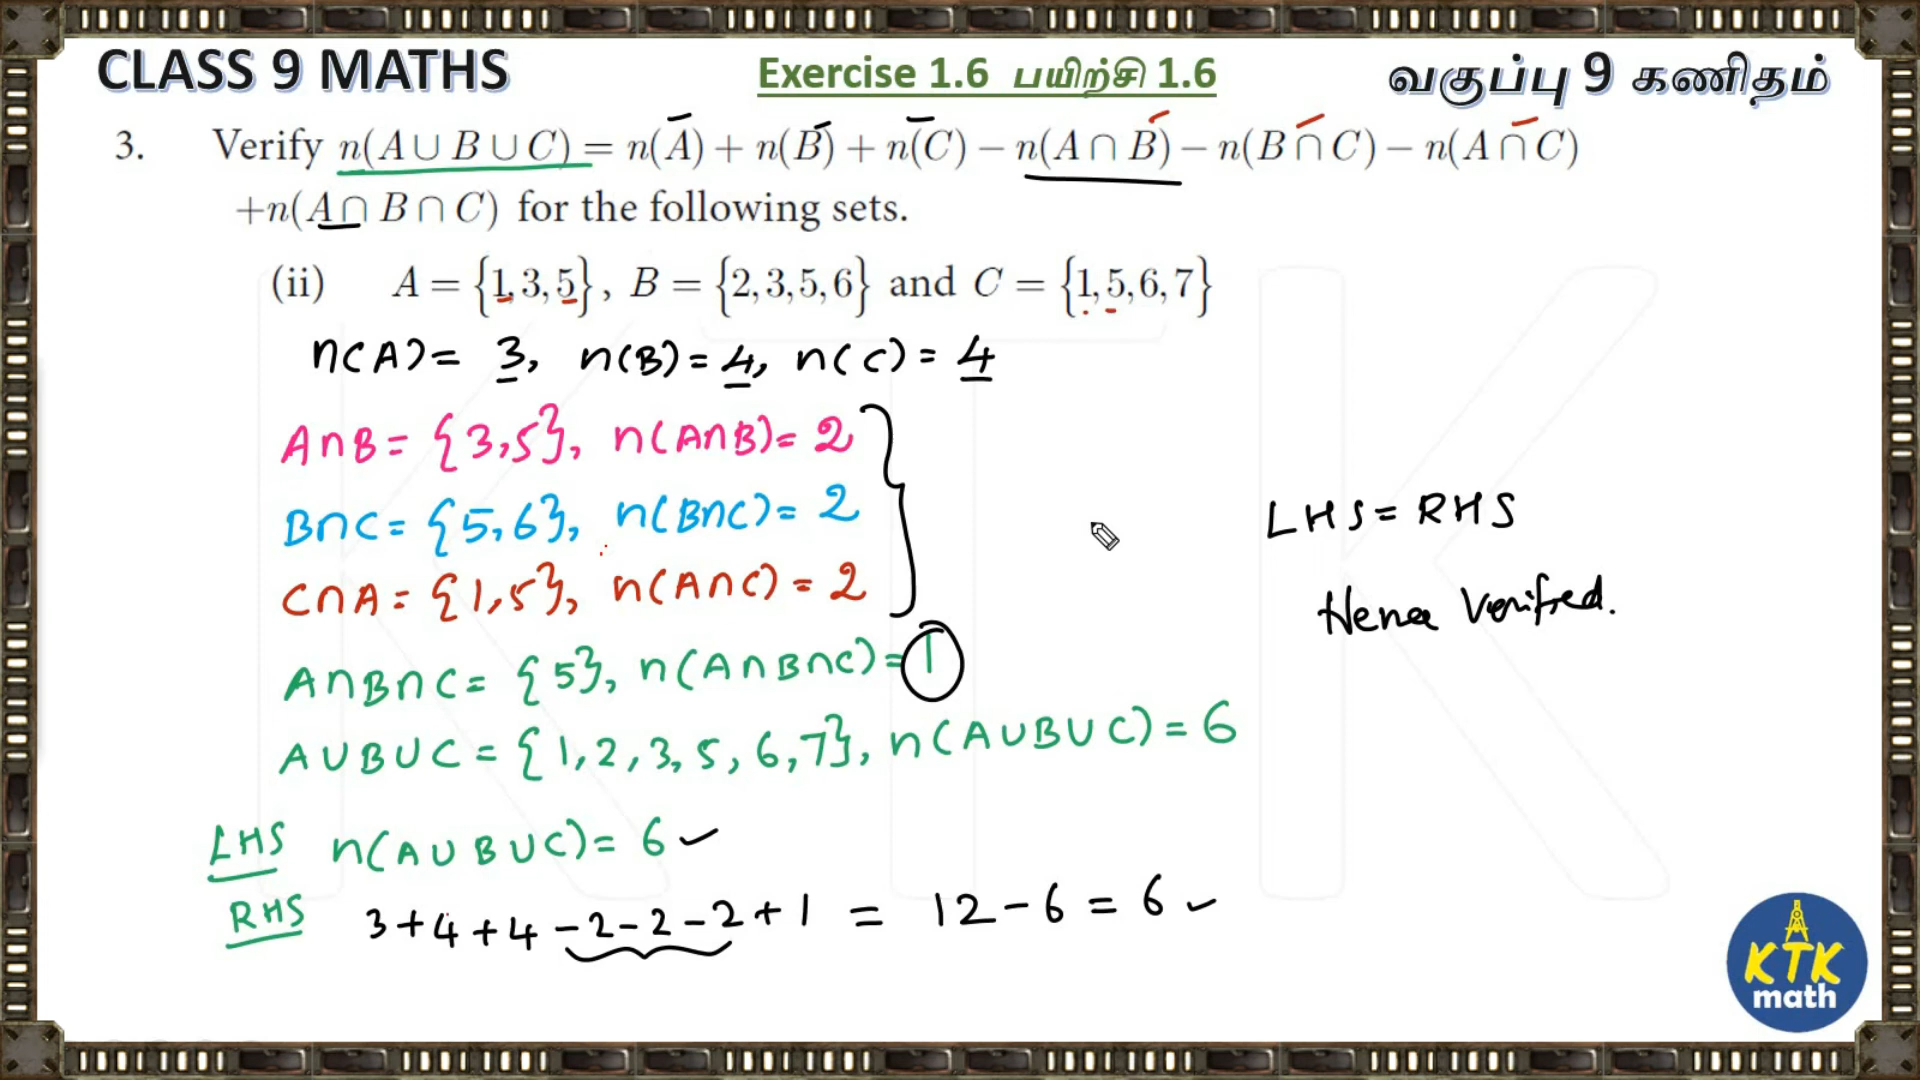 CLASS 9 MATHS
Exercise 1.6 பயிற்சி 1.6
வகுப்பு 9 கணிதம்
3. Verify n(A∪B∪C) = n(A) + n(B) + n(C) − n(A∩B) − n(B∩C) − n(A∩C)
+n(A∩B∩C) for the following sets.
(ii) A = {1,3,5}, B = {2,3,5,6} and C = {1,5,6,7}
n(A) = 3, n(B) = 4, n(C) = 4
A∩B = {3,5}, n(A∩B) = 2
B∩C = {5,6}, n(B∩C) = 2
C∩A = {1,5}, n(A∩C) = 2
A∩B∩C = {5}, n(A∩B∩C) = 1
A∪B∪C = {1,2,3,5,6,7}, n(A∪B∪C) = 6
LHS n(A∪B∪C) = 6
RHS 3+4+4−2−2−2+1 = 12−6 = 6
LHS = RHS
Hence Verified.
KTK
math